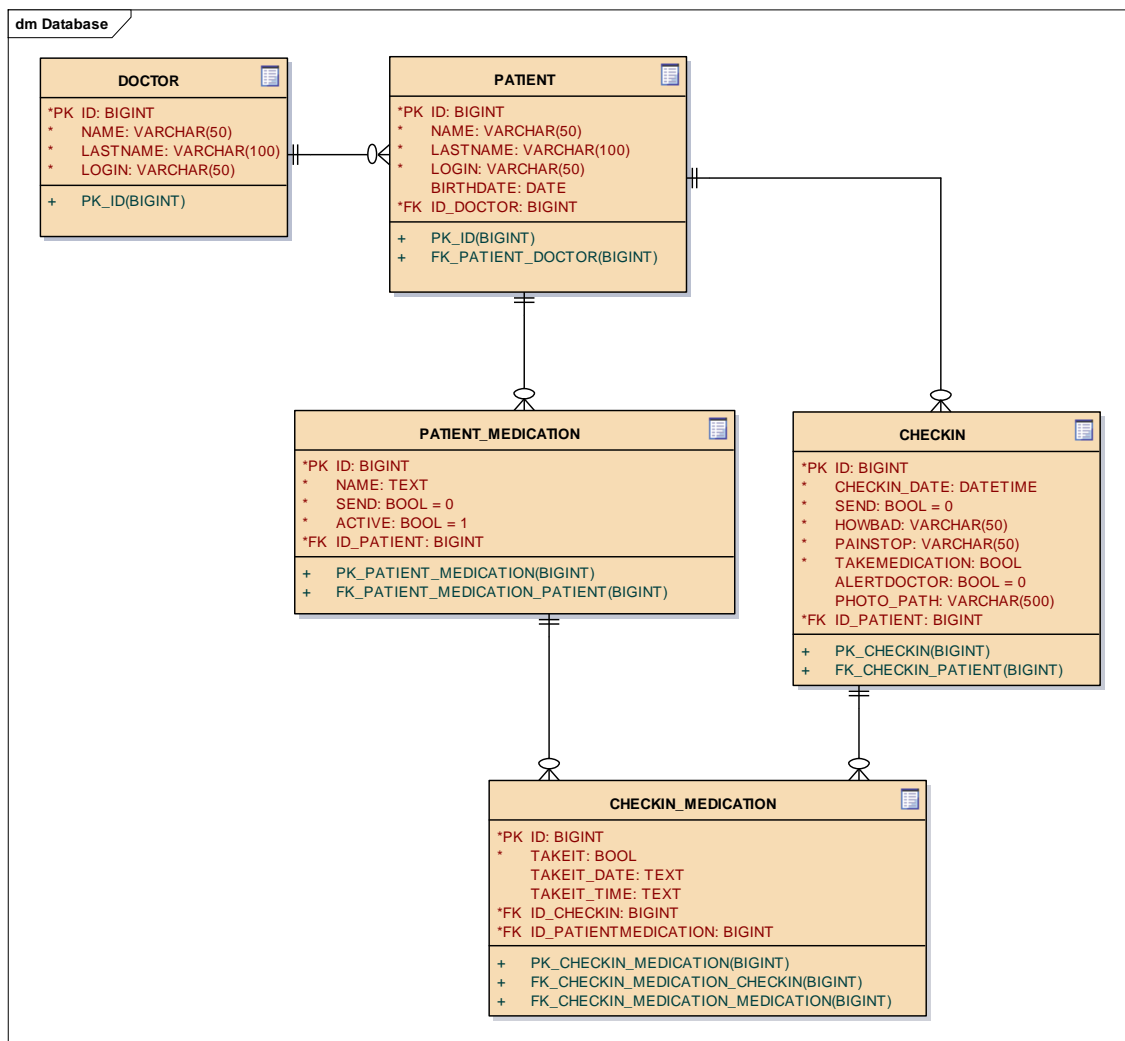 dm Database
DOCTOR
*PK ID: BIGINT
* NAME: VARCHAR(50)
* LASTNAME: VARCHAR(100)
* LOGIN: VARCHAR(50)
+ PK_ID(BIGINT)
PATIENT
*PK ID: BIGINT
* NAME: VARCHAR(50)
* LASTNAME: VARCHAR(100)
* LOGIN: VARCHAR(50)
BIRTHDATE: DATE
*FK ID_DOCTOR: BIGINT
+ PK_ID(BIGINT)
+ FK_PATIENT_DOCTOR(BIGINT)
PATIENT_MEDICATION
*PK ID: BIGINT
* NAME: TEXT
* SEND: BOOL = 0
* ACTIVE: BOOL = 1
*FK ID_PATIENT: BIGINT
+ PK_PATIENT_MEDICATION(BIGINT)
+ FK_PATIENT_MEDICATION_PATIENT(BIGINT)
CHECKIN
*PK ID: BIGINT
* CHECKIN_DATE: DATETIME
* SEND: BOOL = 0
* HOWBAD: VARCHAR(50)
* PAINSTOP: VARCHAR(50)
* TAKEMEDICATION: BOOL
ALERTDOCTOR: BOOL = 0
PHOTO_PATH: VARCHAR(500)
*FK ID_PATIENT: BIGINT
+ PK_CHECKIN(BIGINT)
+ FK_CHECKIN_PATIENT(BIGINT)
CHECKIN_MEDICATION
*PK ID: BIGINT
* TAKEIT: BOOL
TAKEIT_DATE: TEXT
TAKEIT_TIME: TEXT
*FK ID_CHECKIN: BIGINT
*FK ID_PATIENTMEDICATION: BIGINT
+ PK_CHECKIN_MEDICATION(BIGINT)
+ FK_CHECKIN_MEDICATION_CHECKIN(BIGINT)
+ FK_CHECKIN_MEDICATION_MEDICATION(BIGINT)